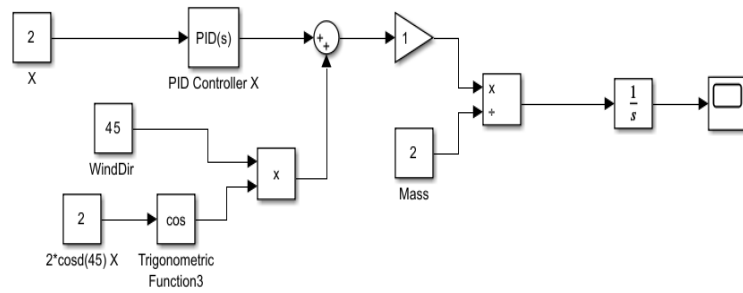 2
X
PID(s)
PID Controller X
+
+
1
45
WindDir
x
2
2*cosd(45) X
cos
Trigonometric
Function3
x
÷
2
Mass
1
s